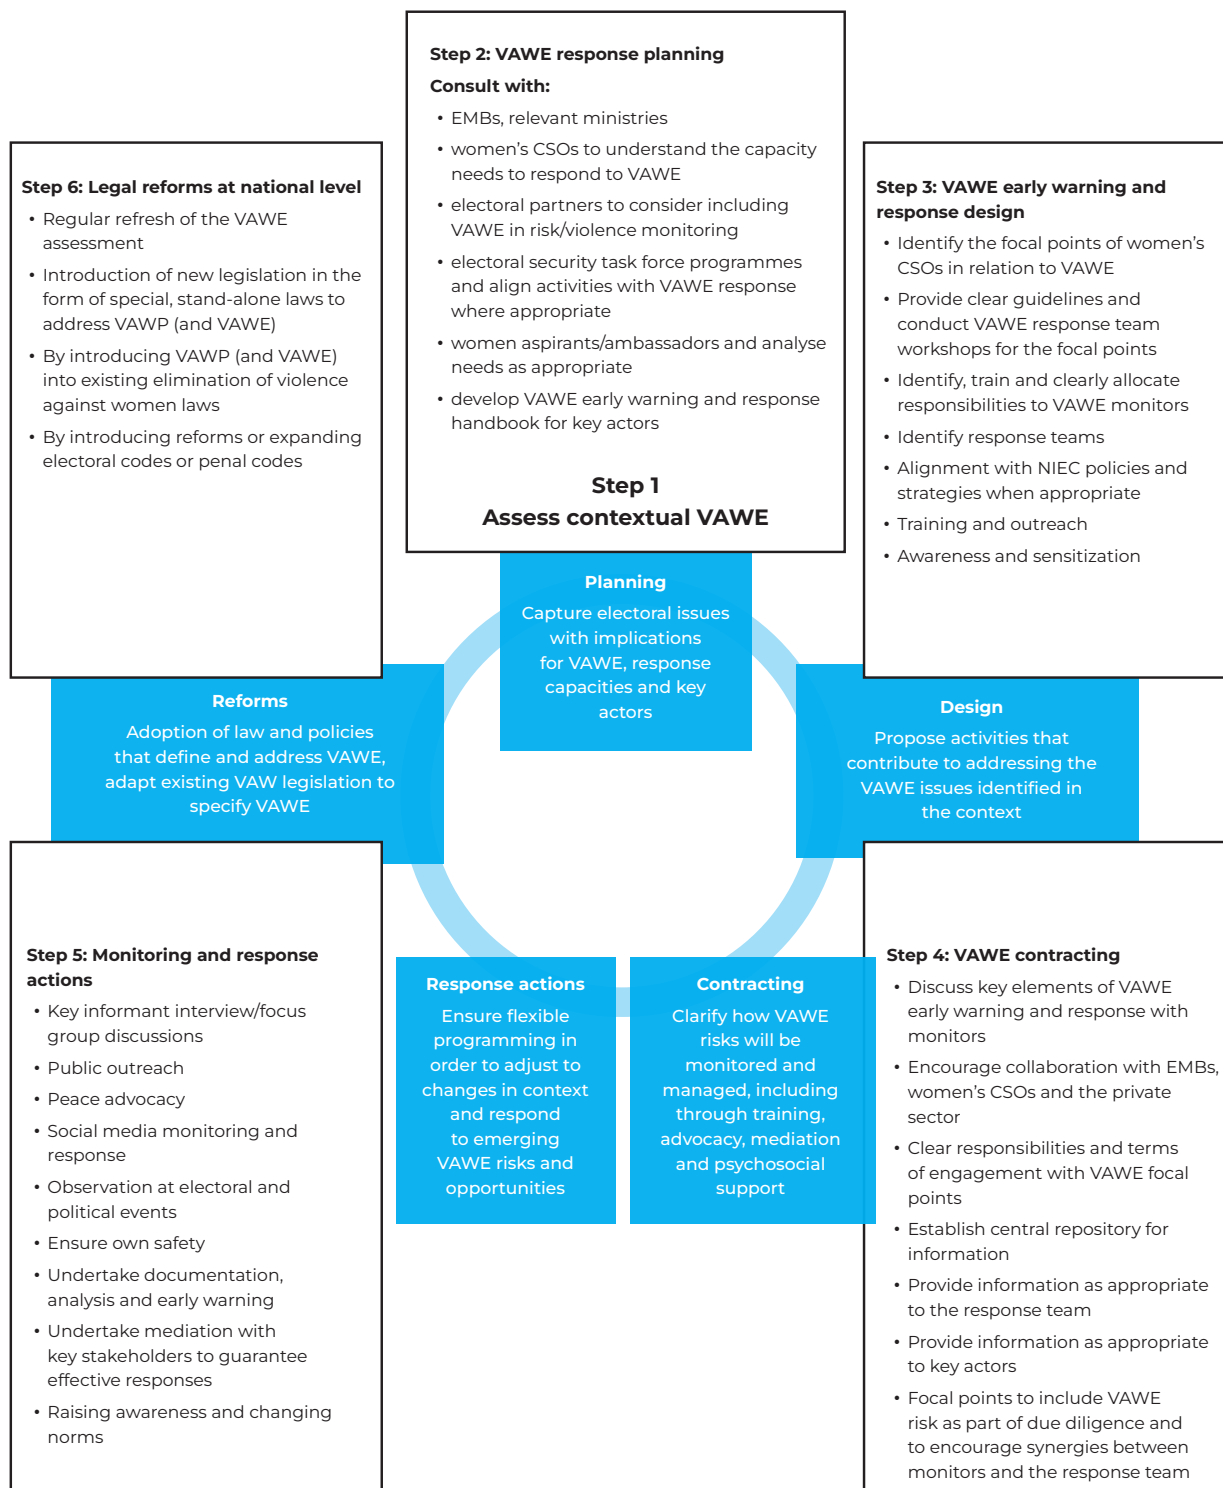 Step 2: VAWE response planning
Consult with:
• EMBs, relevant ministries
• women’s CSOs to understand the capacity
needs to respond to VAWE
• electoral partners to consider including
VAWE in risk/violence monitoring
• electoral security task force programmes
and align activities with VAWE response
where appropriate
• women aspirants/ambassadors and analyse
needs as appropriate
• develop VAWE early warning and response
handbook for key actors
Step 1
Assess contextual VAWE
Step 6: Legal reforms at national level
• Regular refresh of the VAWE
assessment
• Introduction of new legislation in the
form of special, stand-alone laws to
address VAWP (and VAWE)
• By introducing VAWP (and VAWE)
into existing elimination of violence
against women laws
• By introducing reforms or expanding
electoral codes or penal codes
Step 3: VAWE early warning and
response design
• Identify the focal points of women’s
CSOs in relation to VAWE
• Provide clear guidelines and
conduct VAWE response team
workshops for the focal points
• Identify, train and clearly allocate
responsibilities to VAWE monitors
• Identify response teams
• Alignment with NIEC policies and
strategies when appropriate
• Training and outreach
• Awareness and sensitization
Planning
Capture electoral issues
with implications
for VAWE, response
capacities and key
actors
Reforms
Adoption of law and policies
that define and address VAWE,
adapt existing VAW legislation to
specify VAWE
Design
Propose activities that
contribute to addressing the
VAWE issues identified in
the context
Step 5: Monitoring and response
actions
• Key informant interview/focus
group discussions
• Public outreach
• Peace advocacy
• Social media monitoring and
response
• Observation at electoral and
political events
• Ensure own safety
• Undertake documentation,
analysis and early warning
• Undertake mediation with
key stakeholders to guarantee
effective responses
• Raising awareness and changing
norms
Response actions
Ensure flexible
programming in
order to adjust to
changes in context
and respond
to emerging
VAWE risks and
opportunities
Contracting
Clarify how VAWE
risks will be
monitored and
managed, including
through training,
advocacy, mediation
and psychosocial
support
Step 4: VAWE contracting
• Discuss key elements of VAWE
early warning and response with
monitors
• Encourage collaboration with EMBs,
women’s CSOs and the private
sector
• Clear responsibilities and terms
of engagement with VAWE focal
points
• Establish central repository for
information
• Provide information as appropriate
to the response team
• Provide information as appropriate
to key actors
• Focal points to include VAWE
risk as part of due diligence and
to encourage synergies between
monitors and the response team